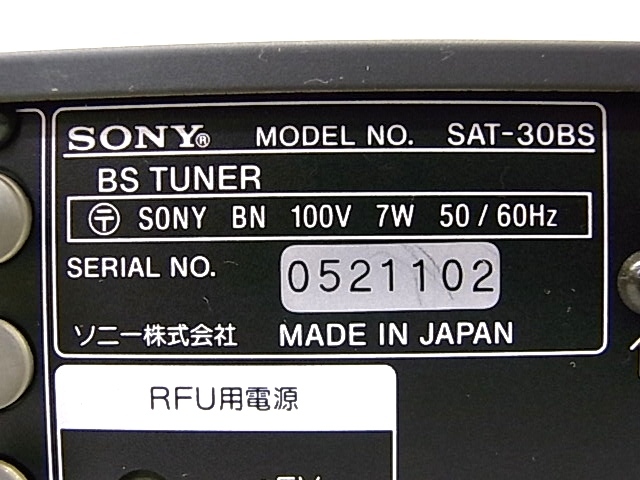 SONY® MODEL NO. SAT-30BS
BS TUNER
〒 SONY BN 100V 7W 50/60Hz
SERIAL NO. 0521102
ソニー株式会社 MADE IN JAPAN
RFU用電源